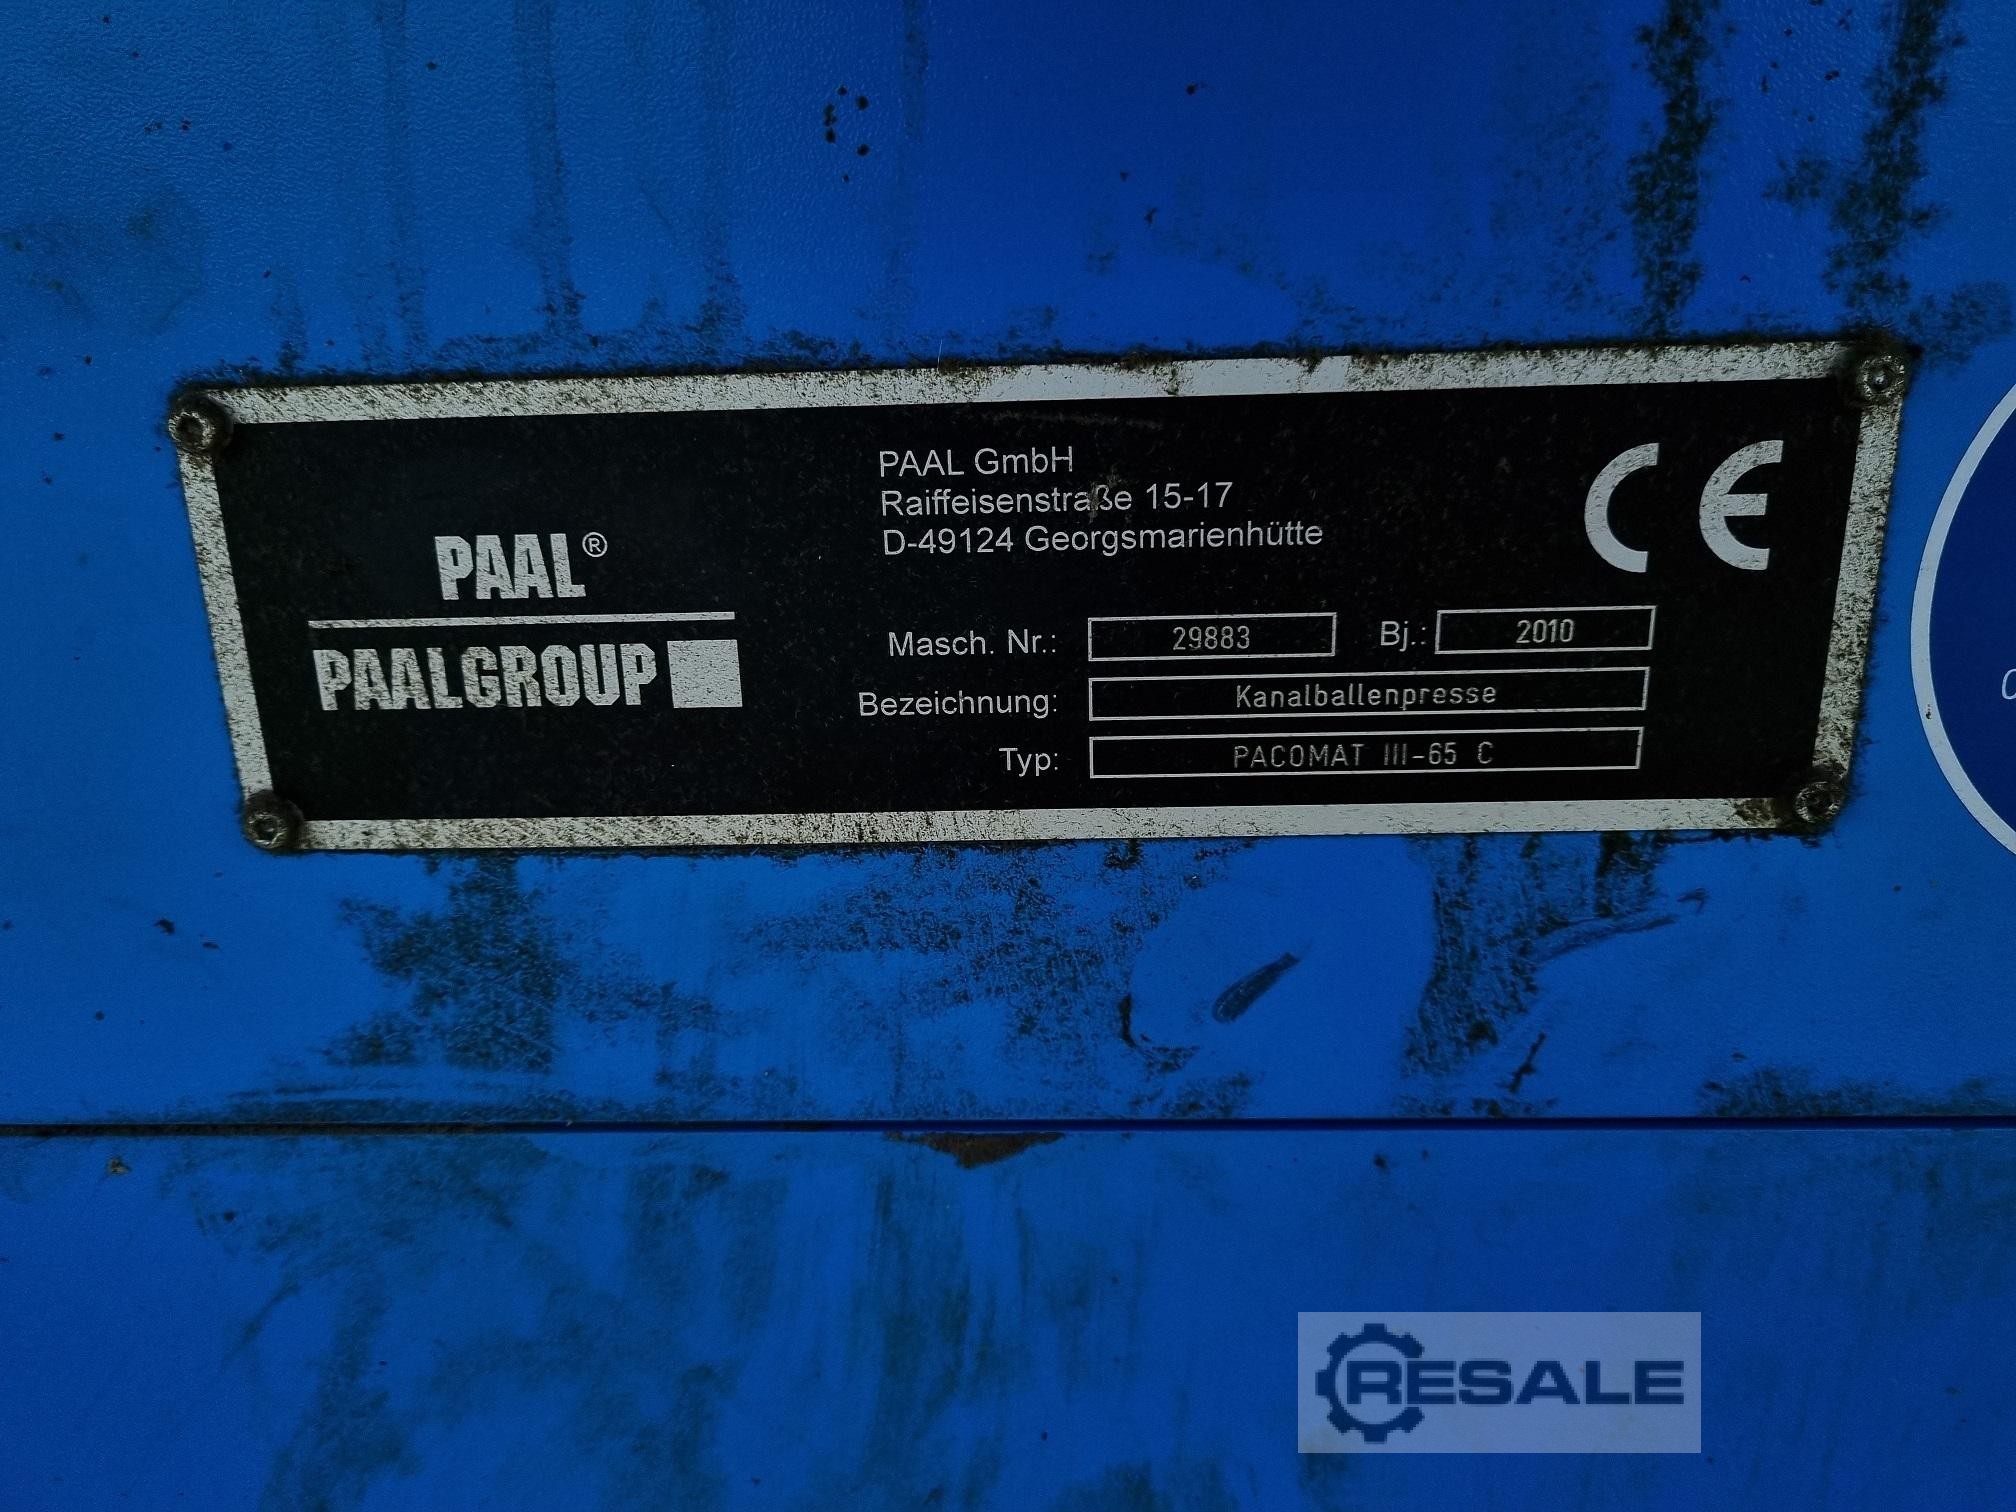 PAAL®
PAALGROUP
PAAL GmbH
Raiffeisenstraße 15-17
D-49124 Georgsmarienhütte
CE
Masch. Nr.: 29883 Bj.: 2010
Bezeichnung: Kanalballenpresse
Typ: PACOMAT III-65 C
RESALE